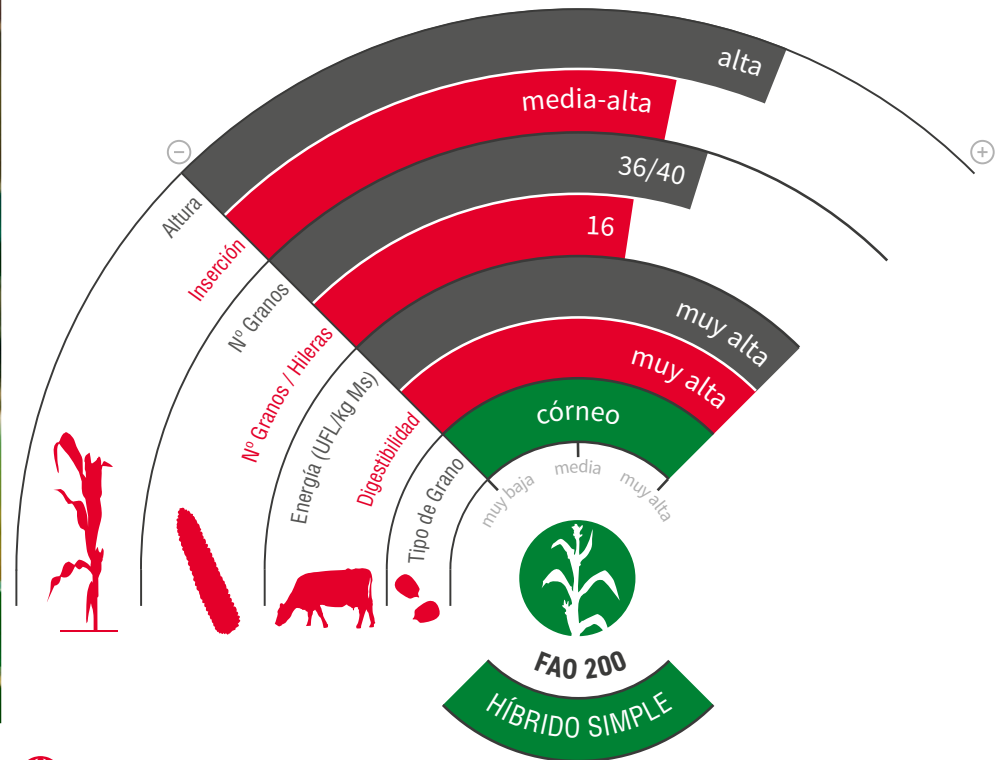 alta
media-alta
36/40
16
muy alta
muy alta
córneo
Altura
Inserción
Nº Granos
Nº Granos / Hileras
Energía (UFL/kg Ms)
Digestibilidad
Tipo de Grano
muy baja
media
muy alta
FAO 200
HÍBRIDO SIMPLE